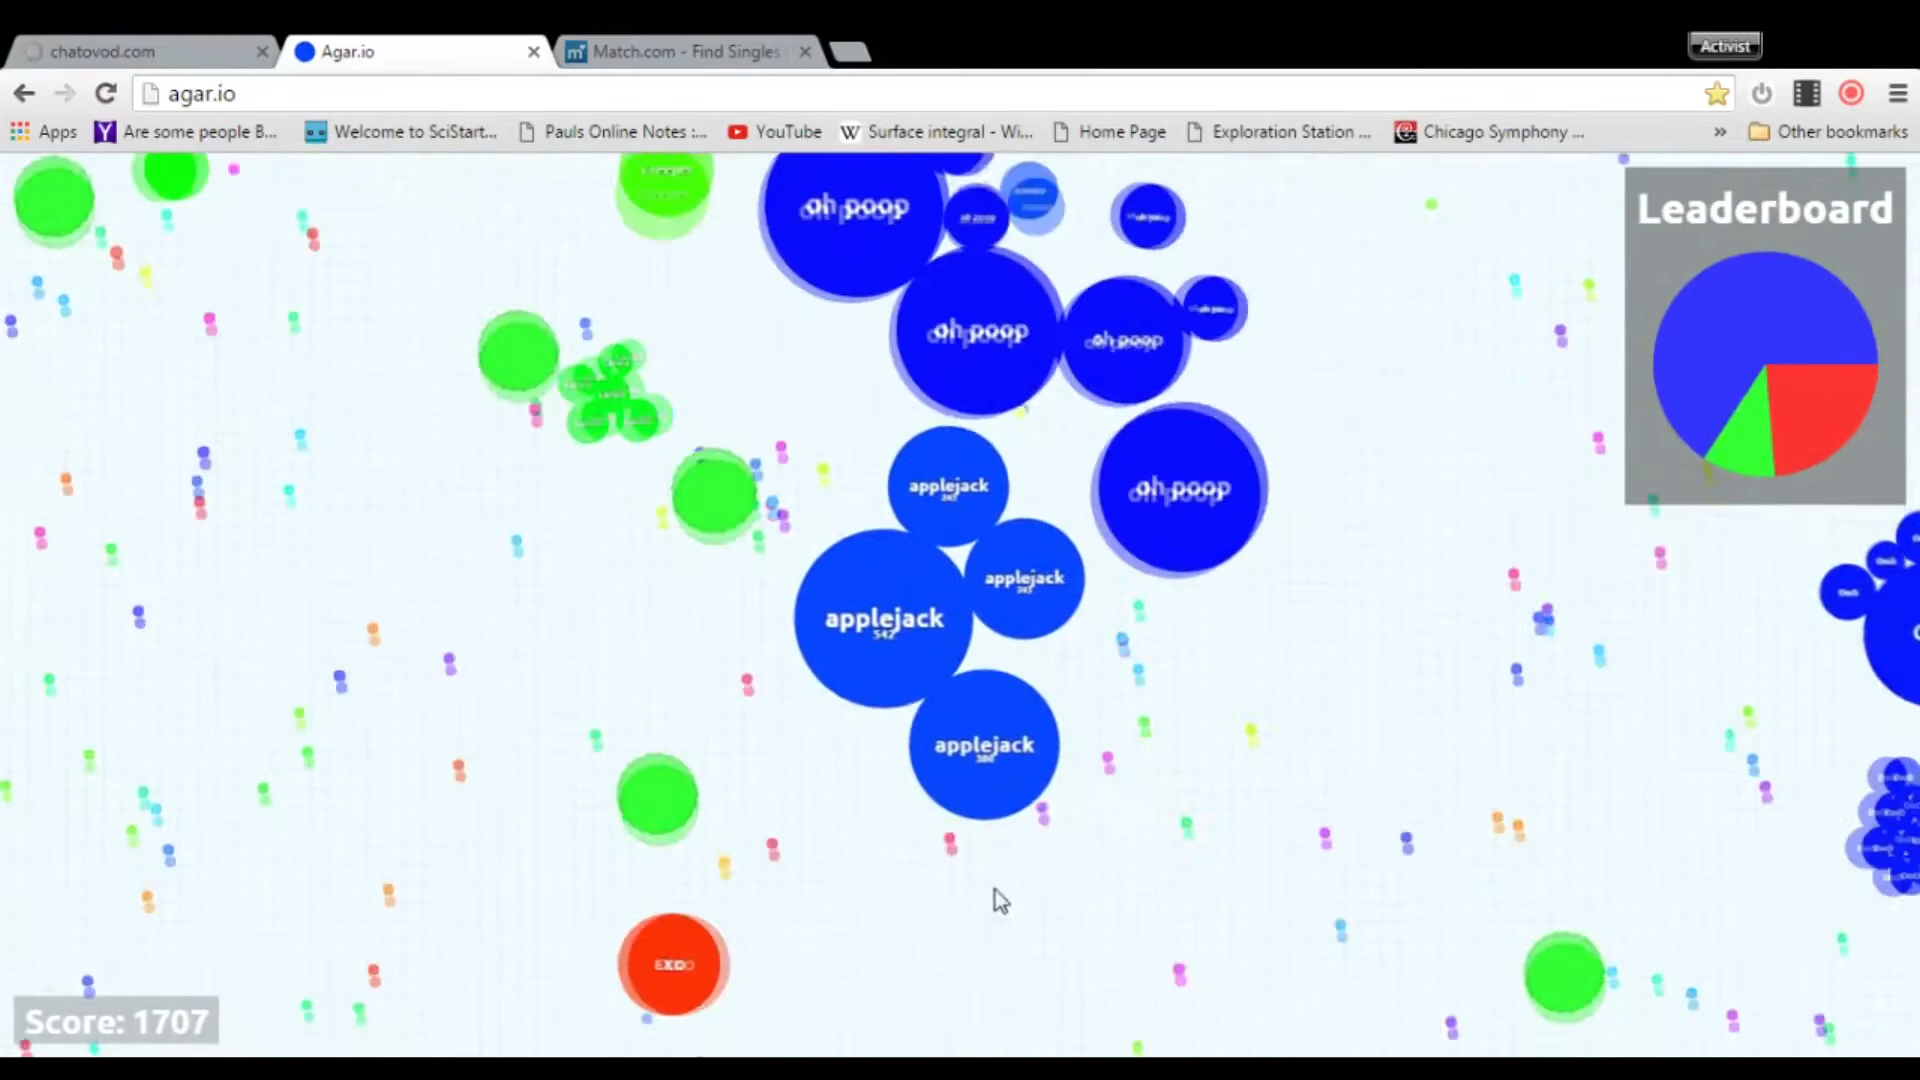 chatovod.com
Agar.io
Match.com - Find Singles
Activist
agar.io
Apps
Are some people B...
Welcome to SciStart...
Pauls Online Notes :...
YouTube
Surface integral - Wi...
Home Page
Exploration Station ...
Chicago Symphony ...
»
Other bookmarks
Leaderboard
oh poop
oh poop
oh poop
oh poop
applejack
applejack
applejack
542
applejack
EXO
Score: 1707